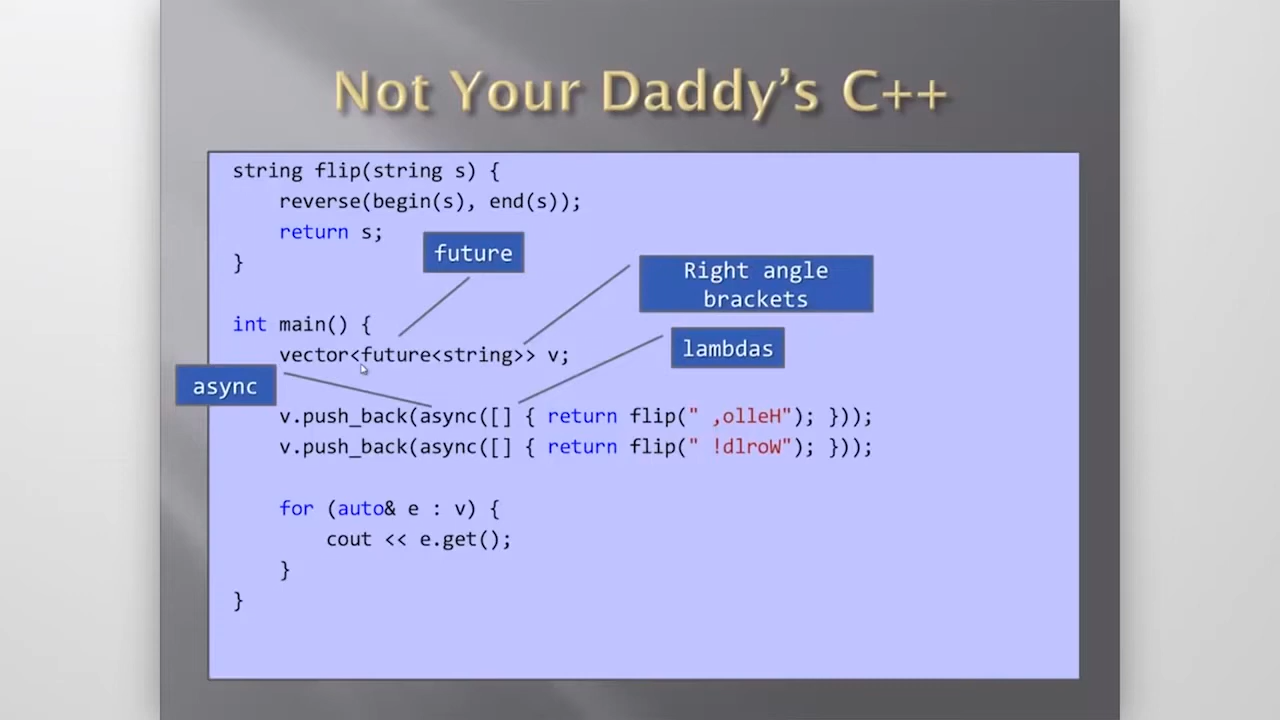 Not Your Daddy's C++
string flip(string s) {
reverse(begin(s), end(s));
return s;
}
future
Right angle
brackets
int main() {
lambdas
vector<future<string>> v;
async
v.push_back(async([] { return flip(" ,olleH"); }));
v.push_back(async([] { return flip(" !dlroW"); }));
for (auto& e : v) {
cout << e.get();
}
}